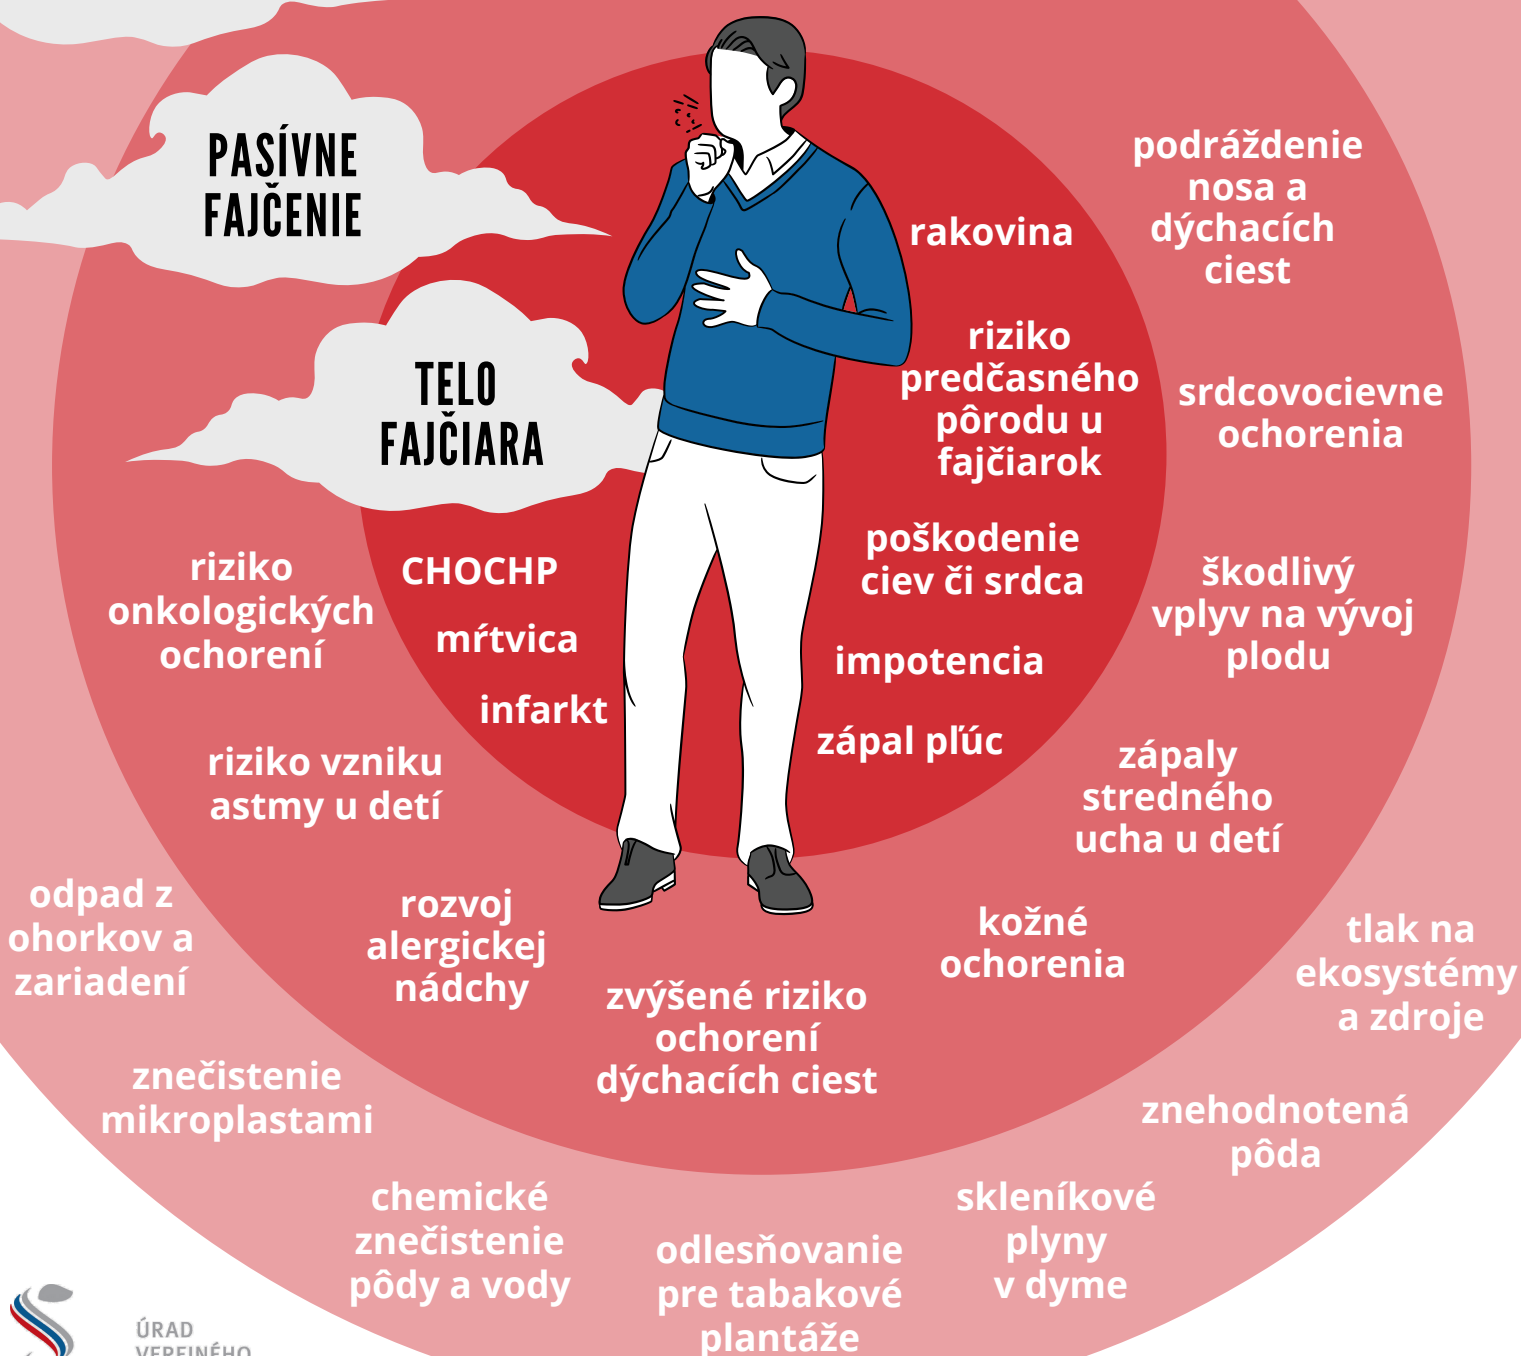 PASÍVNE
FAJČENIE
TELO
FAJČIARA
rakovina
riziko
predčasného
pôrodu u
fajčiarok
poškodenie
ciev či srdca
impotencia
zápal pľúc
CHOCHP
mŕtvica
infarkt
podráždenie
nosa a
dýchacích
ciest
srdcovocievne
ochorenia
škodlivý
vplyv na vývoj
plodu
zápaly
stredného
ucha u detí
kožné
ochorenia
zvýšené riziko
ochorení
dýchacích ciest
rozvoj
alergickej
nádchy
riziko vzniku
astmy u detí
riziko
onkologických
ochorení
odpad z
ohorkov a
zariadení
znečistenie
mikroplastami
chemické
znečistenie
pôdy a vody
odlesňovanie
pre tabakové
plantáže
skleníkové
plyny
v dyme
znehodnotená
pôda
tlak na
ekosystémy
a zdroje
ÚRAD
VEREJNÉHO